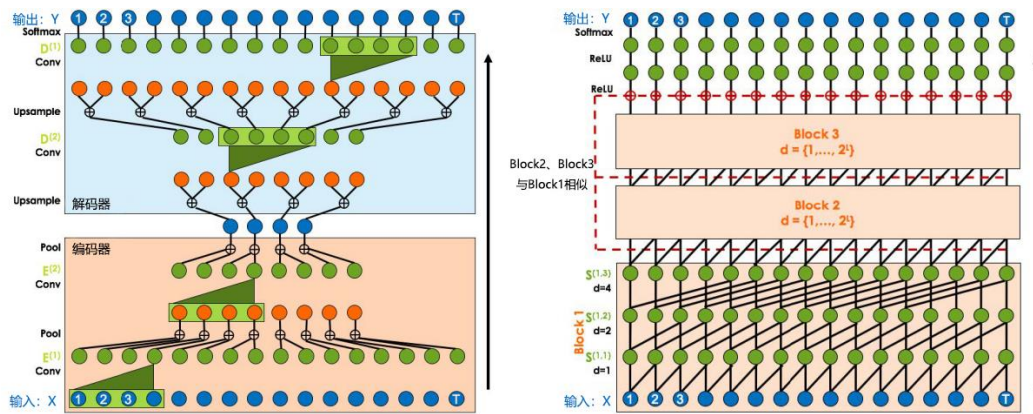 输出：Y
1 2 3 T
Softmax
D(1)
Conv
Upsample
D(2)
Conv
Upsample
解码器
Pool
编码器
E(2)
Conv
Pool
E(1)
Conv
输入：X
1 2 3 T
输出：Y
1 2 3 T
Softmax
ReLU
ReLU
Block 3
d = {1,..., 2ᴸ}
Block2、Block3
与Block1相似
Block 2
d = {1,..., 2ᴸ}
Block 1
S(1,3)
d=4
S(1,2)
d=2
S(1,1)
d=1
输入：X
1 2 3 T